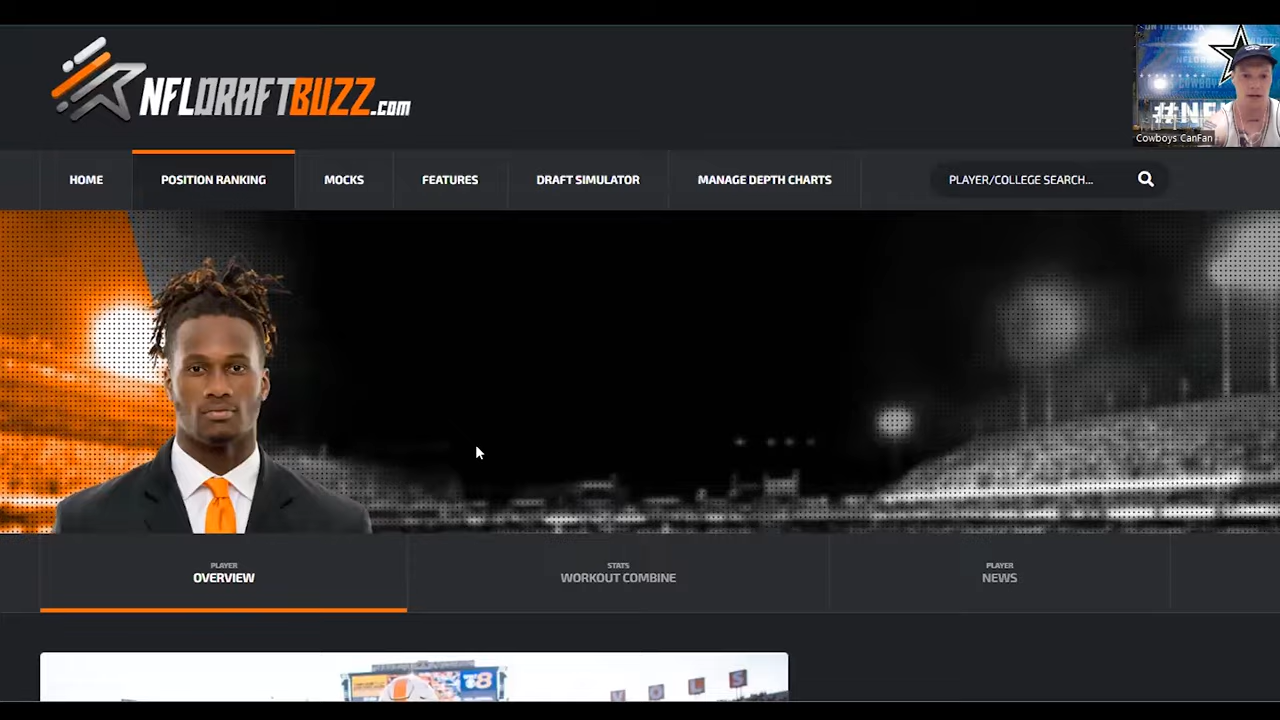 NFLDRAFTBUZZ.com
Cowboys CanFan
HOME
POSITION RANKING
MOCKS
FEATURES
DRAFT SIMULATOR
MANAGE DEPTH CHARTS
PLAYER/COLLEGE SEARCH...
PLAYER
OVERVIEW
STATS
WORKOUT COMBINE
PLAYER
NEWS
V O L S